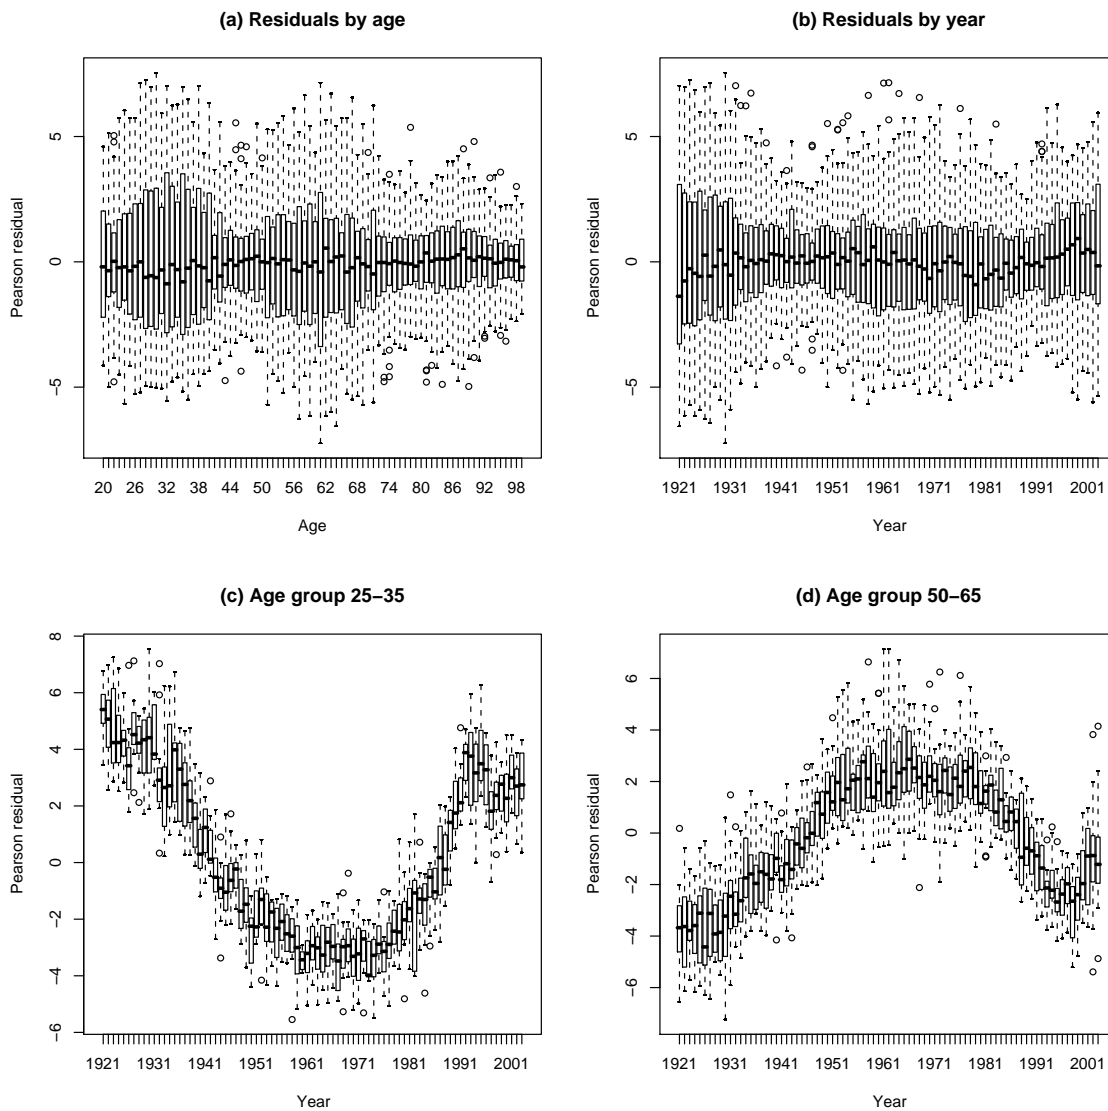 (a) Residuals by age
Pearson residual
5
0
−5
20 26 32 38 44 50 56 62 68 74 80 86 92 98
Age
(b) Residuals by year
Pearson residual
5
0
−5
1921 1931 1941 1951 1961 1971 1981 1991 2001
Year
(c) Age group 25−35
Pearson residual
8
6
4
2
0
−2
−4
−6
1921 1931 1941 1951 1961 1971 1981 1991 2001
Year
(d) Age group 50−65
Pearson residual
6
4
2
0
−2
−4
−6
1921 1931 1941 1951 1961 1971 1981 1991 2001
Year